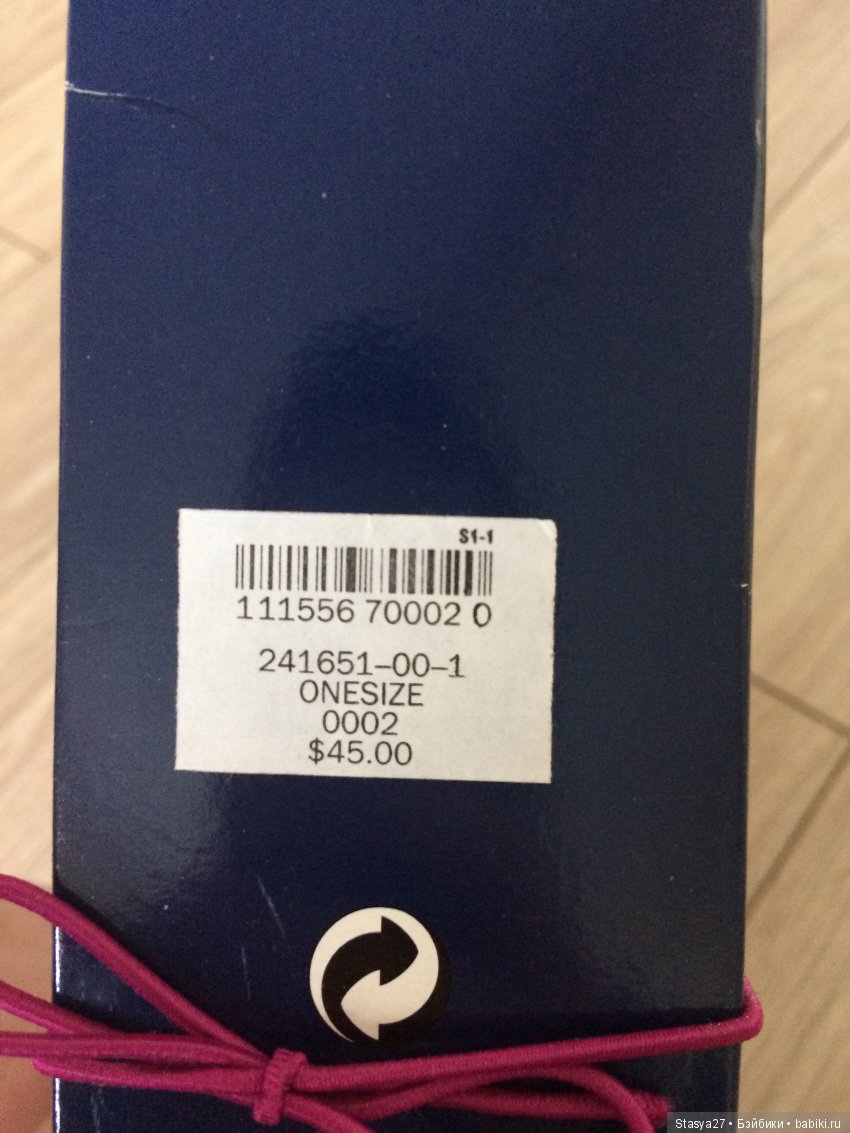 S1-1
111556 70002 0
241651-00-1
ONESIZE
0002
$45.00
Stasya27 • Бэйбики • babiki.ru